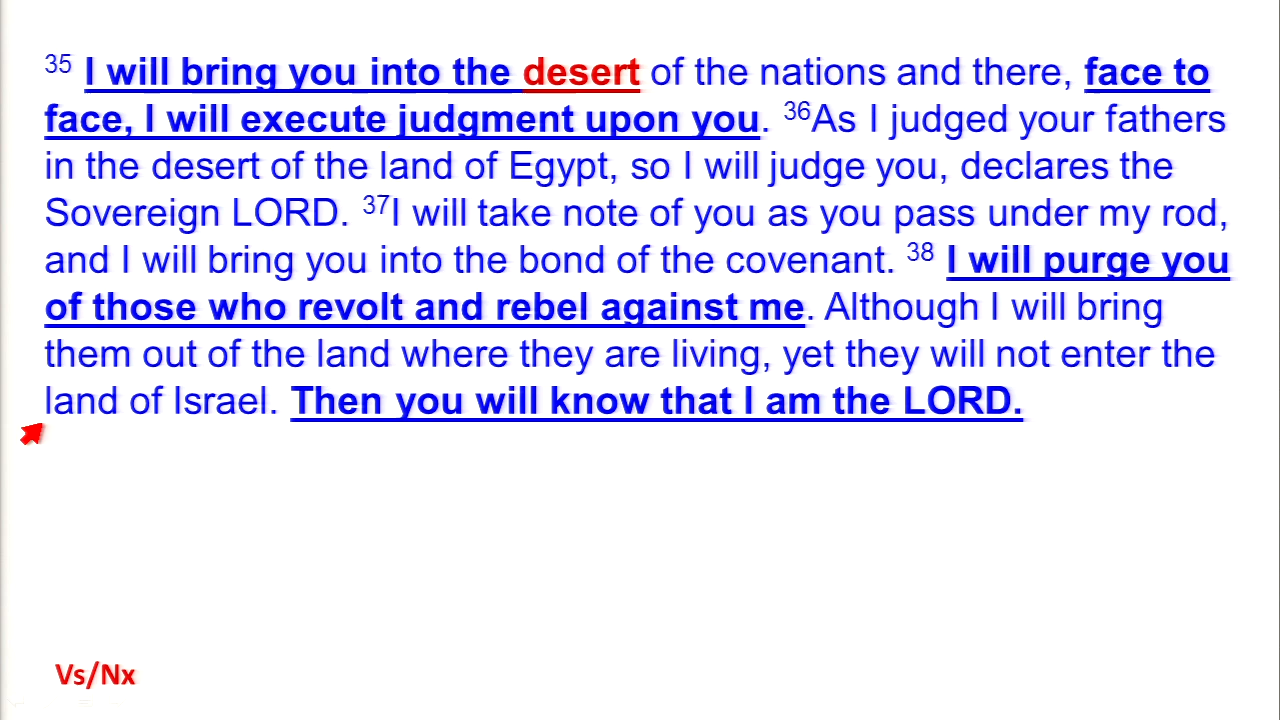 35 I will bring you into the desert of the nations and there, face to
face, I will execute judgment upon you. 36As I judged your fathers
in the desert of the land of Egypt, so I will judge you, declares the
Sovereign LORD. 37I will take note of you as you pass under my rod,
and I will bring you into the bond of the covenant. 38 I will purge you
of those who revolt and rebel against me. Although I will bring
them out of the land where they are living, yet they will not enter the
land of Israel. Then you will know that I am the LORD.
Vs/Nx